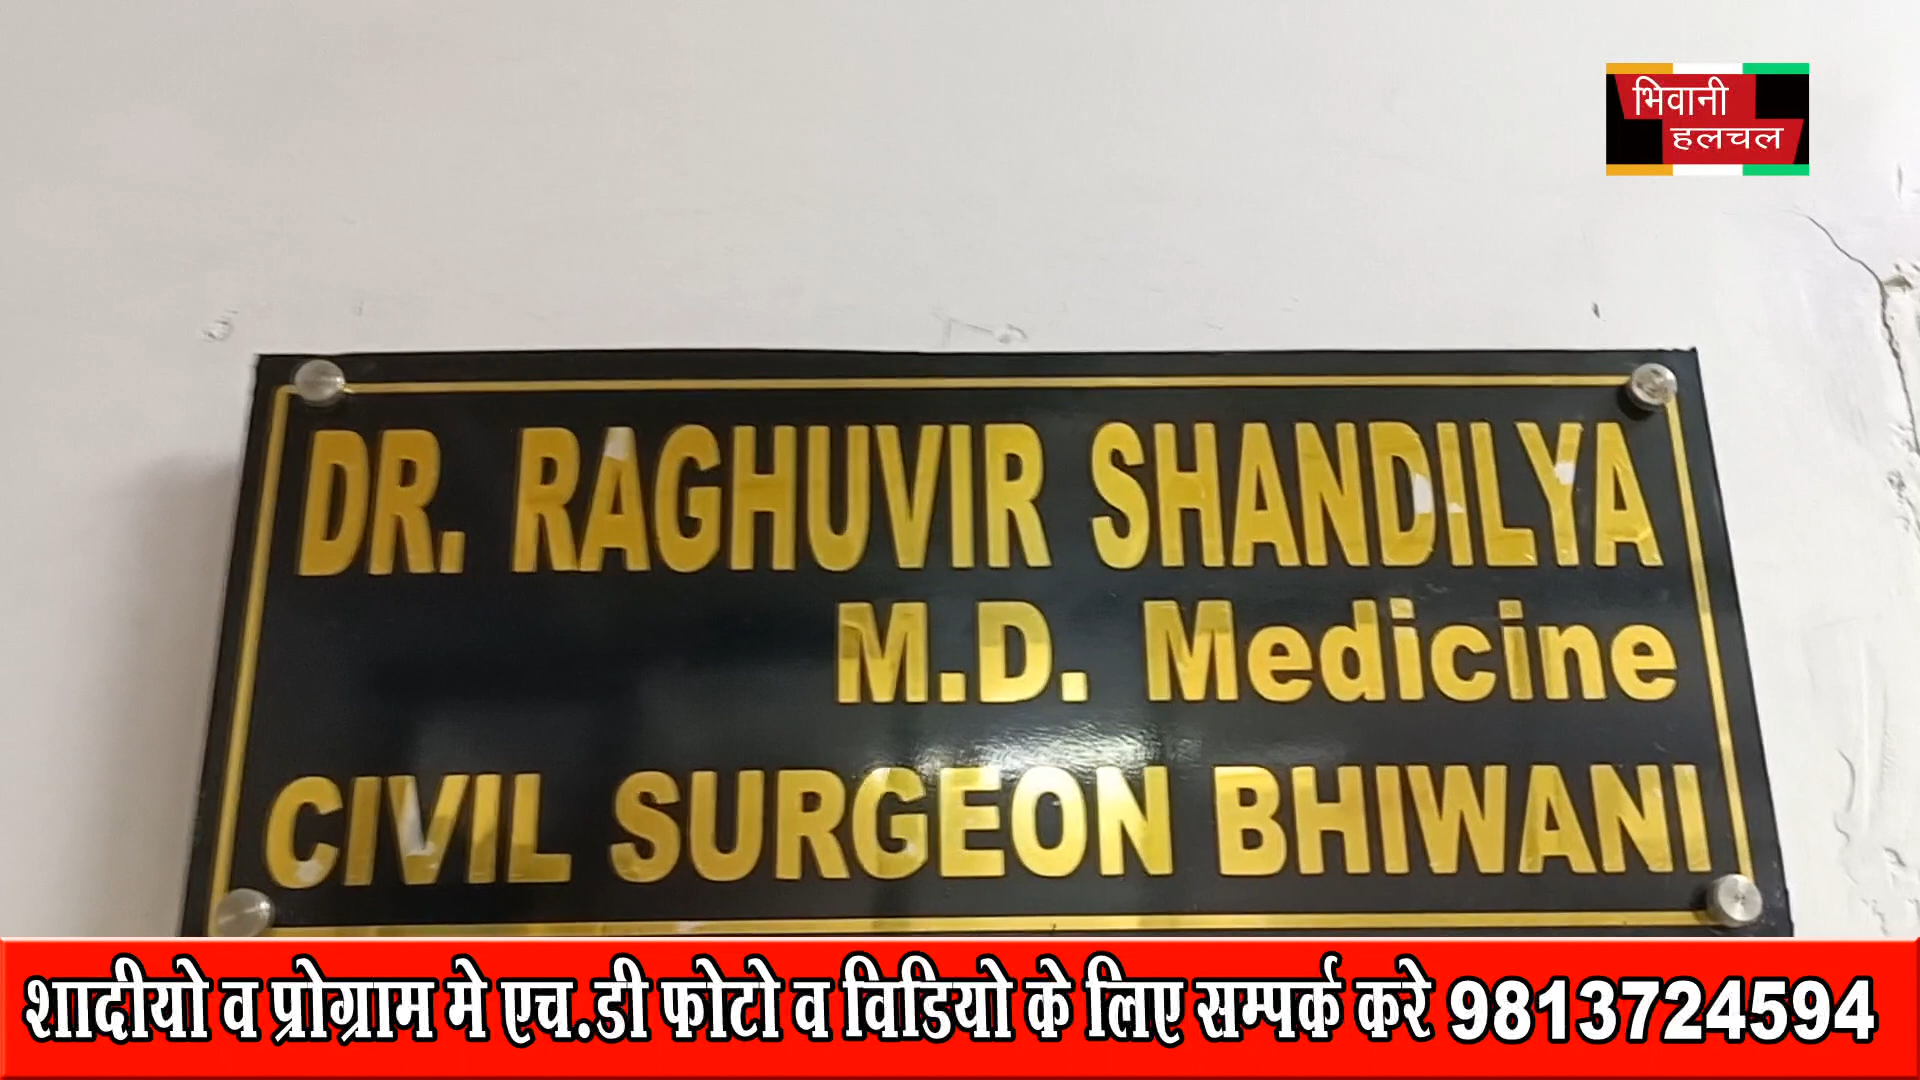 भिवानी
हलचल
DR. RAGHUVIR SHANDILYA
M.D. Medicine
CIVIL SURGEON BHIWANI
शादीयो व प्रोग्राम मे एच.डी फोटो व विडियो के लिए सम्पर्क करे 9813724594